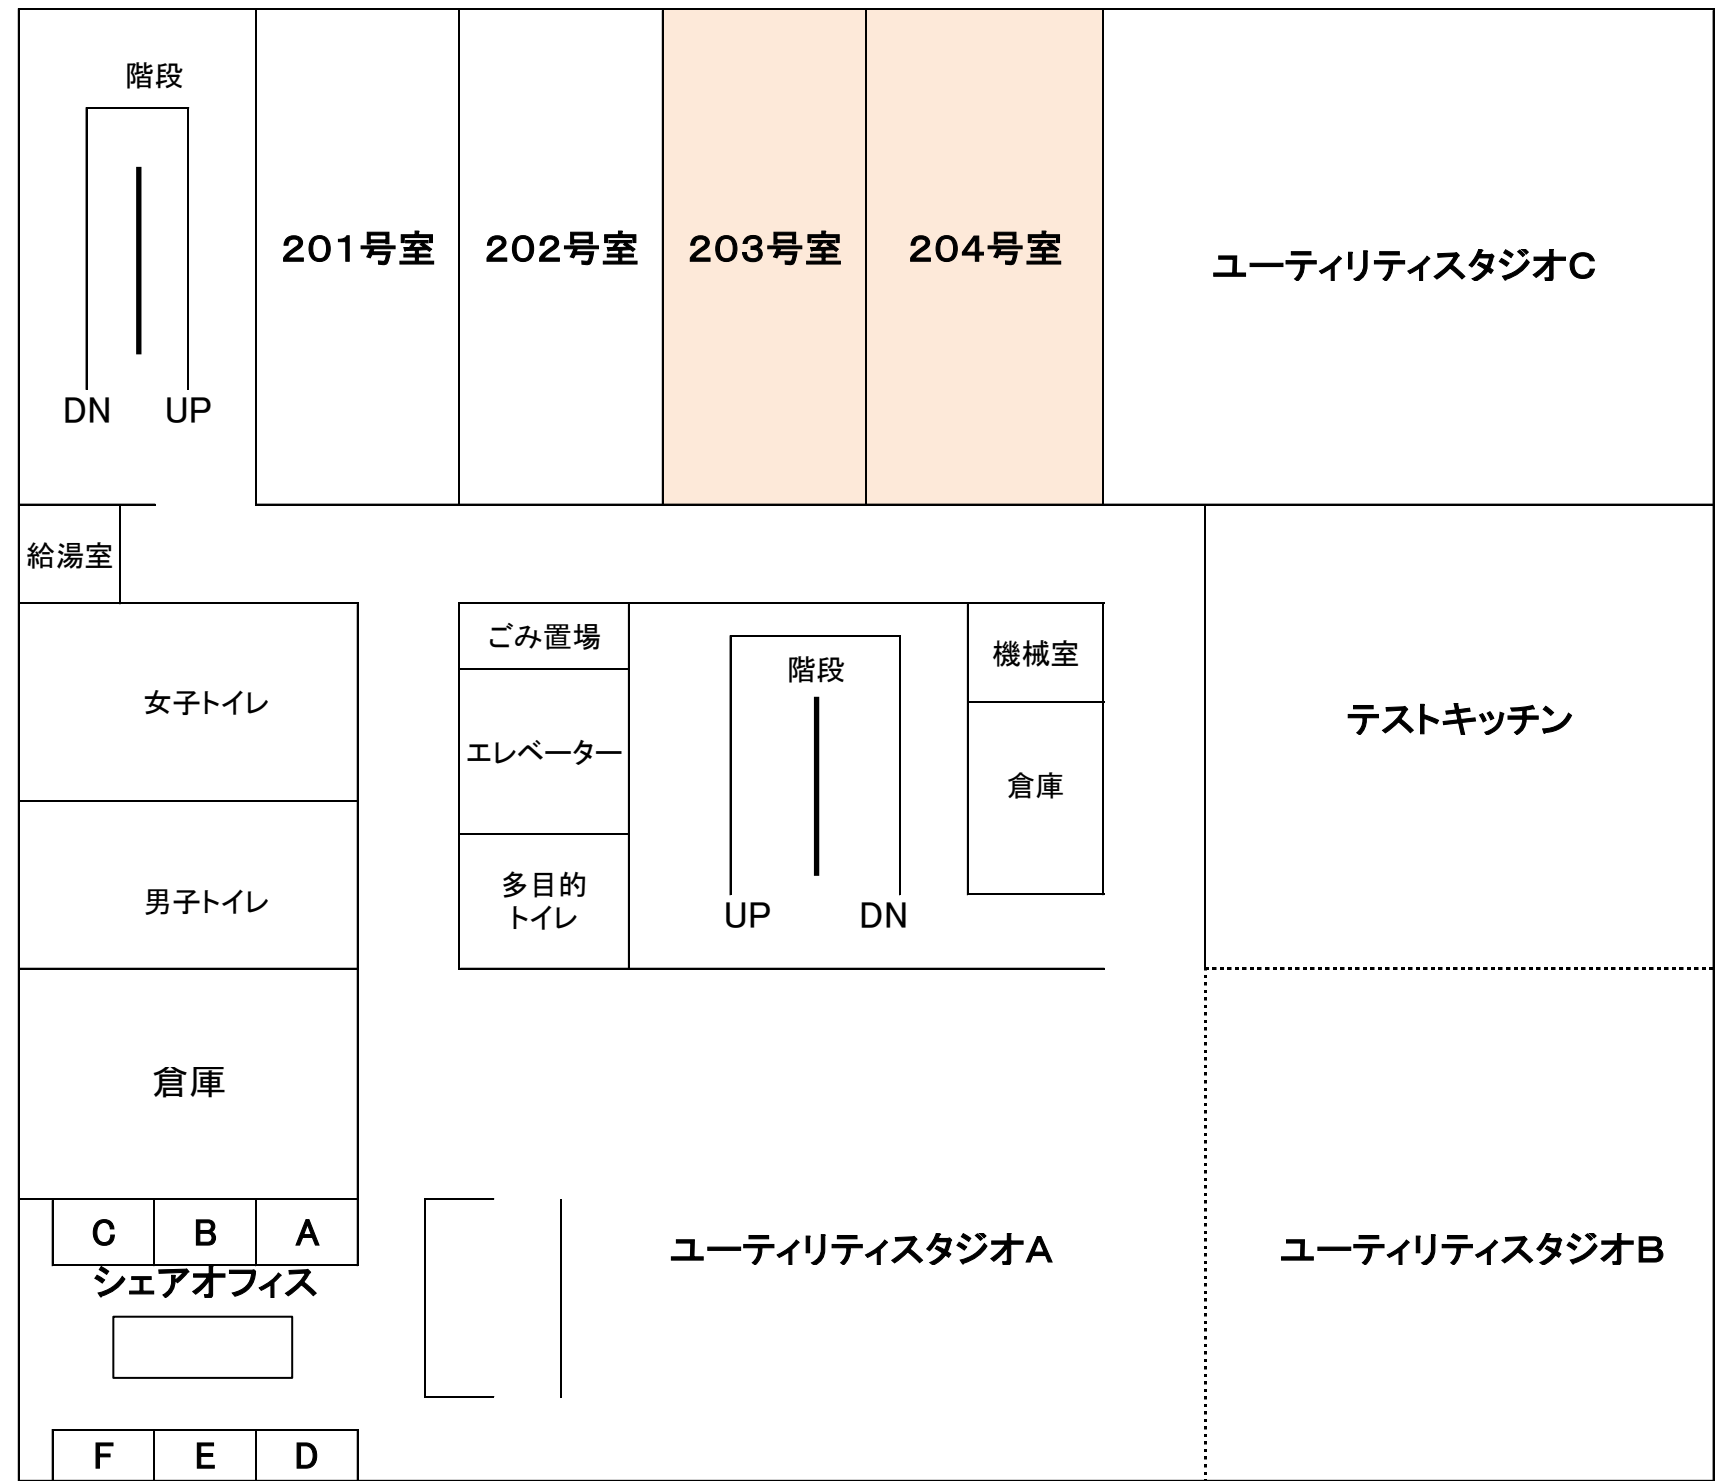 階段
DN UP
201号室
202号室
203号室
204号室
ユーティリティスタジオC
給湯室
女子トイレ
男子トイレ
倉庫
ごみ置場
エレベーター
多目的
トイレ
階段
UP DN
機械室
倉庫
テストキッチン
C B A
シェアオフィス
F E D
ユーティリティスタジオA
ユーティリティスタジオB